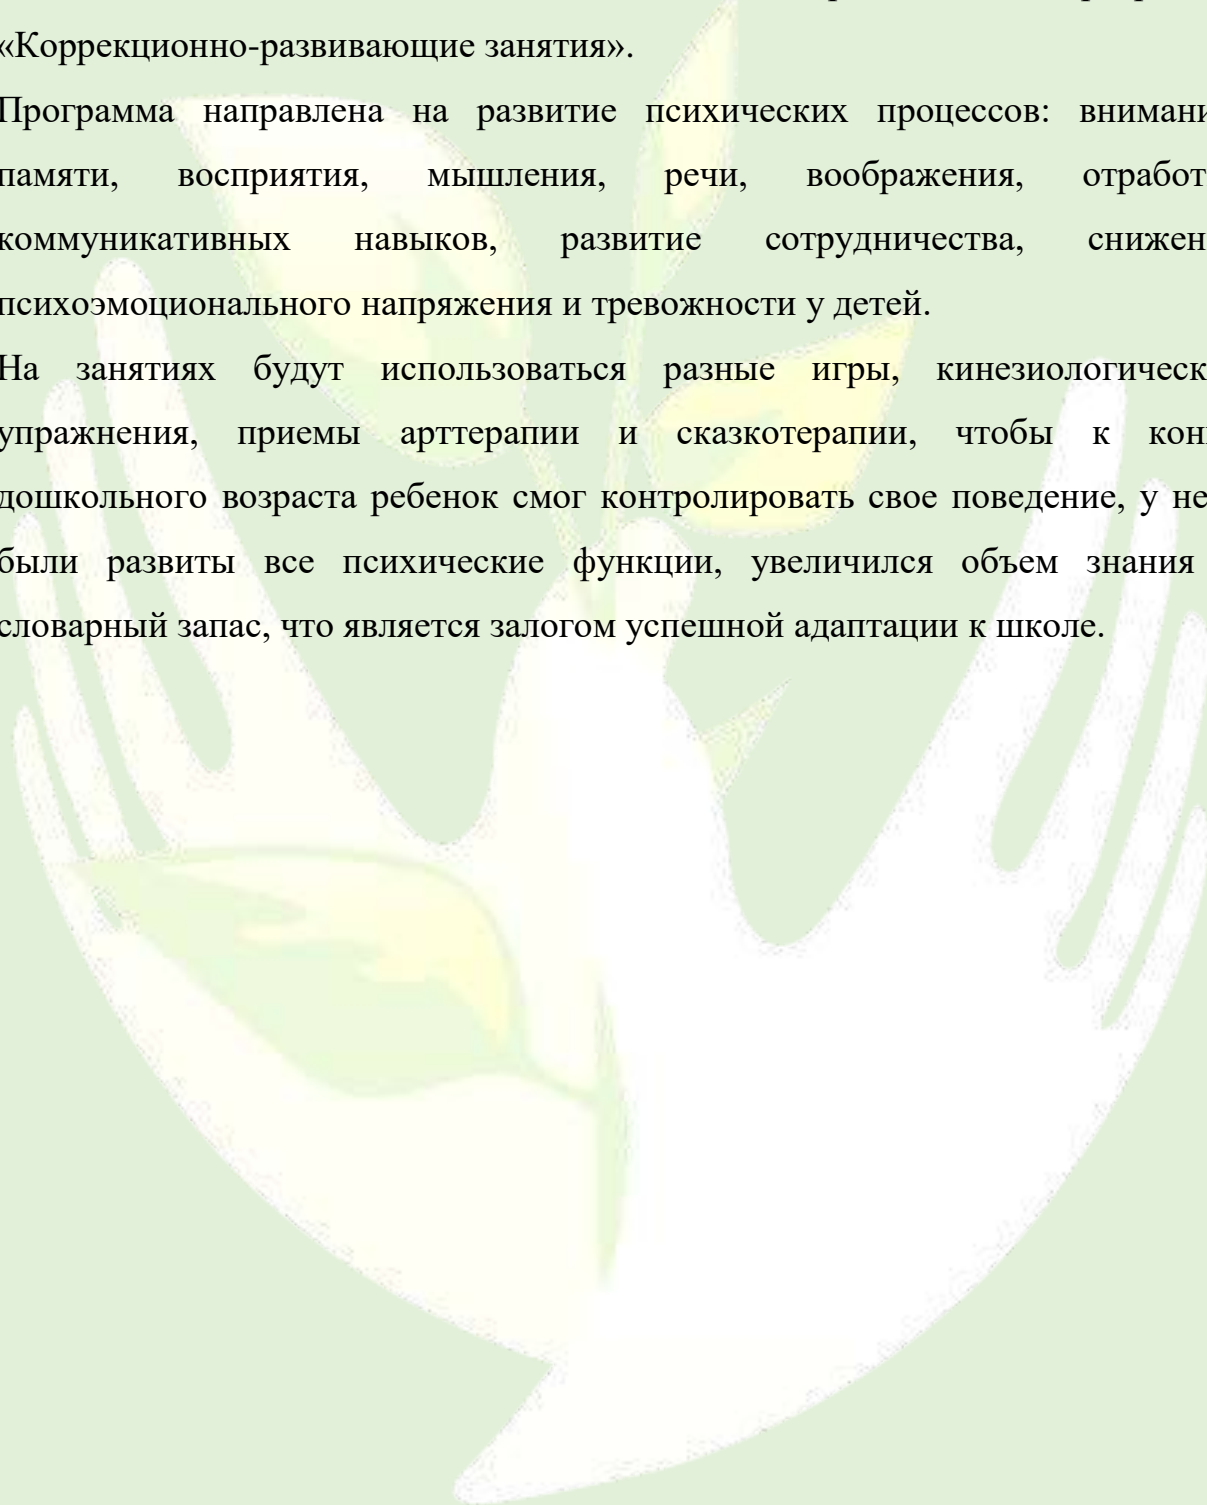 «Коррекционно-развивающие занятия».
Программа направлена на развитие психических процессов: внимани
памяти, восприятия, мышления, речи, воображения, отработ
коммуникативных навыков, развитие сотрудничества, снижен
психоэмоционального напряжения и тревожности у детей.
На занятиях будут использоваться разные игры, кинезиологическ
упражнения, приемы арттерапии и сказкотерапии, чтобы к кон
дошкольного возраста ребенок смог контролировать свое поведение, у не
были развиты все психические функции, увеличился объем знания
словарный запас, что является залогом успешной адаптации к школе.